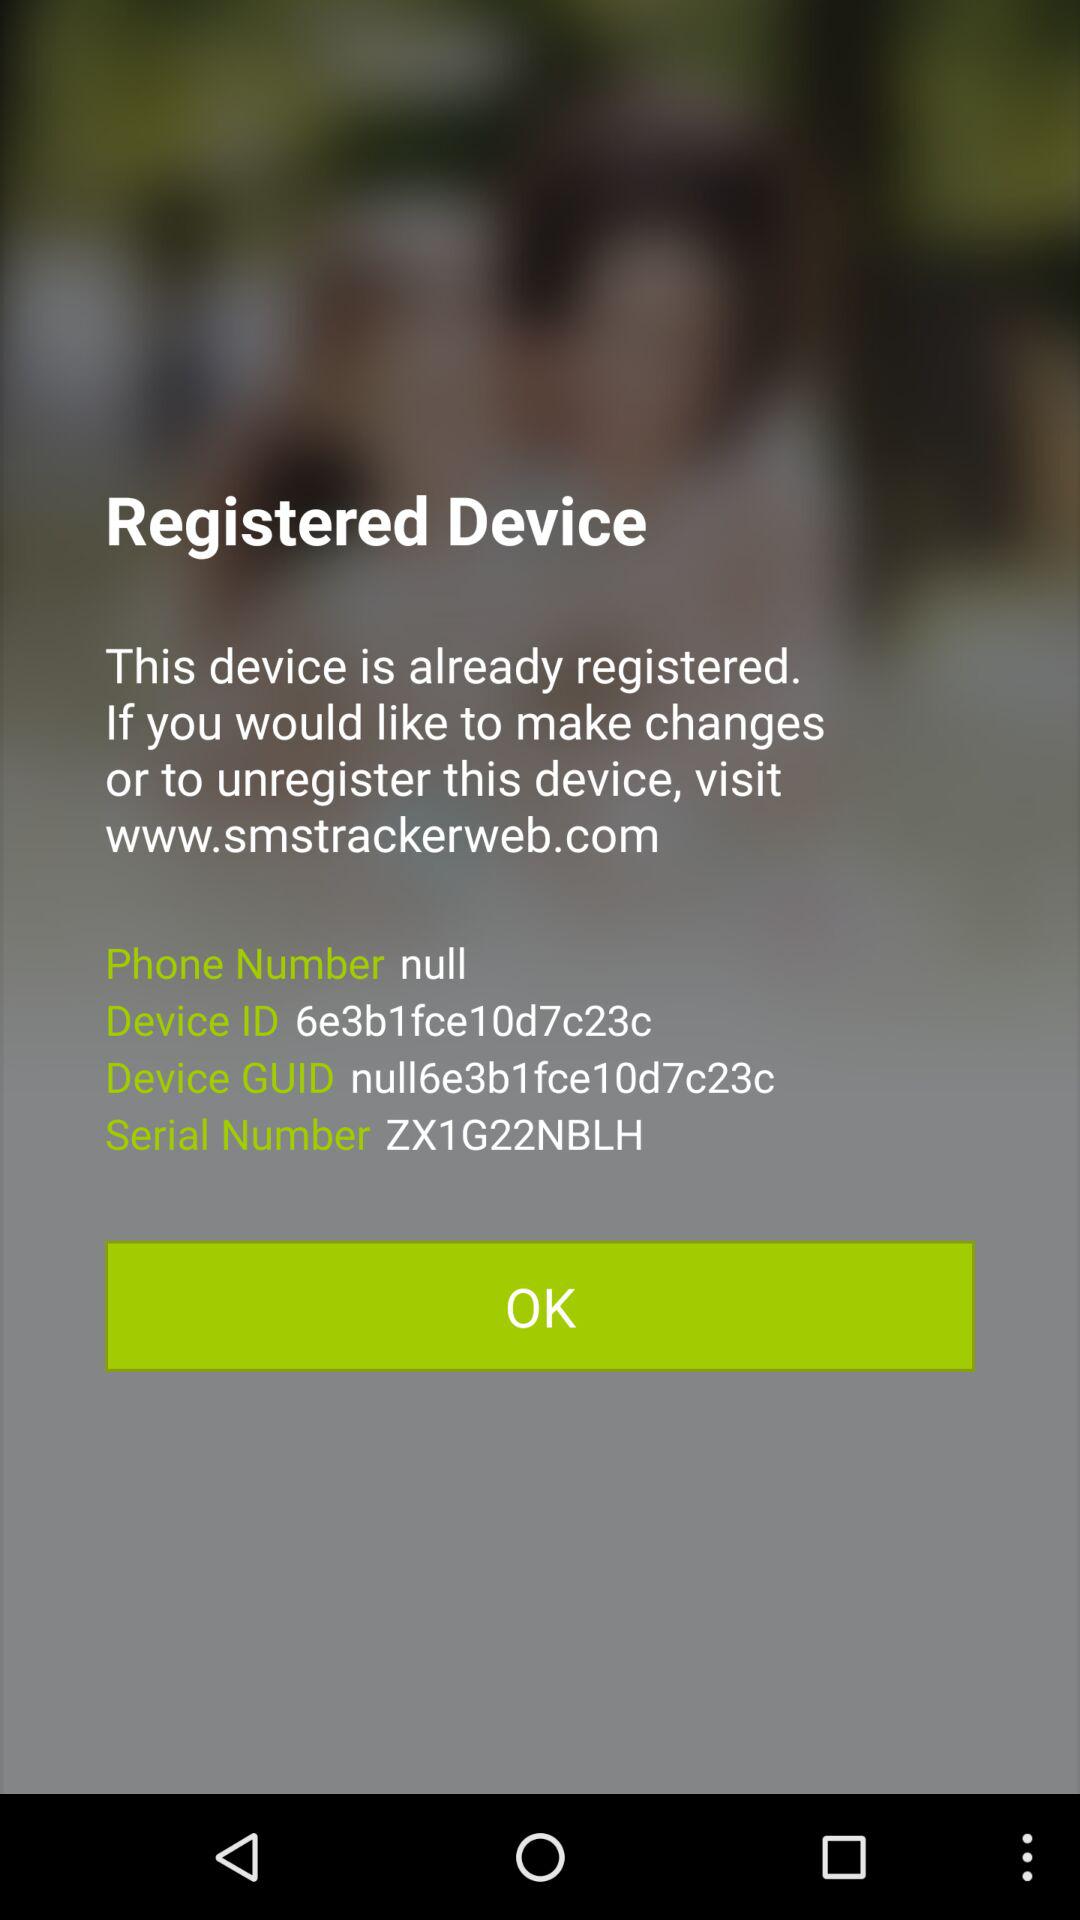 Registered Device
This device is already registered.
If you would like to make changes
or to unregister this device, visit
www.smstrackerweb.com
Phone Number null
Device ID 6e3b1fce10d7c23c
Device GUID null6e3b1fce10d7c23c
Serial Number ZX1G22NBLH
OK